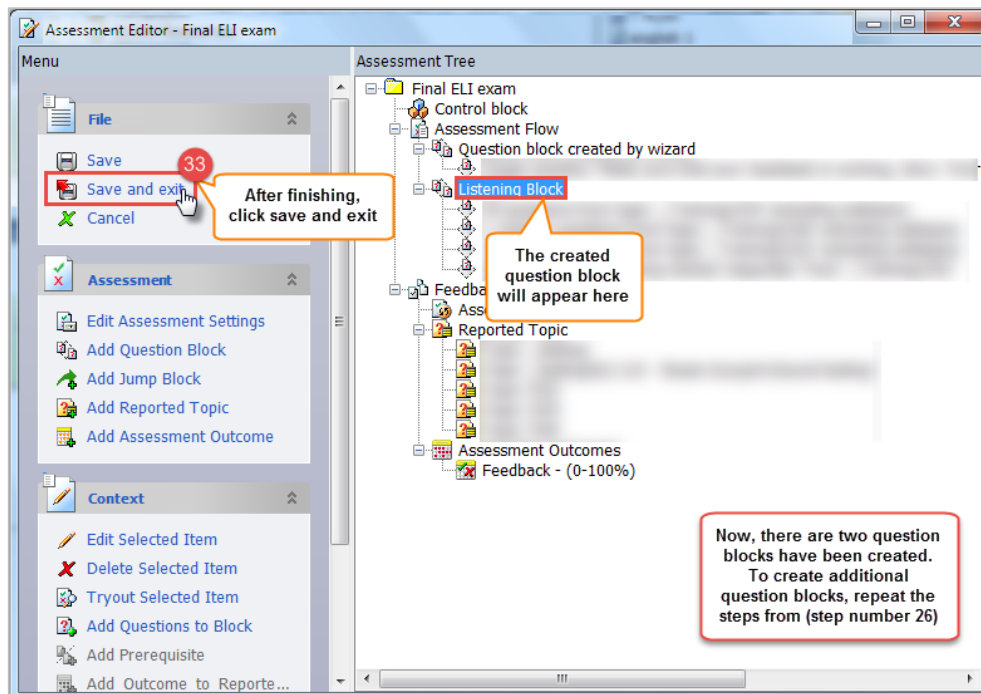 Assessment Editor - Final ELI exam
Menu
File
Save
Save and exit
Cancel
33
After finishing,
click save and exit
Assessment
Edit Assessment Settings
Add Question Block
Add Jump Block
Add Reported Topic
Add Assessment Outcome
Context
Edit Selected Item
Delete Selected Item
Tryout Selected Item
Add Questions to Block
Add Prerequisite
Add Outcome to Reporte...
Assessment Tree
Final ELI exam
Control block
Assessment Flow
Question block created by wizard
Listening Block
The created
question block
will appear here
Feedba
Ass
Reported Topic
Assessment Outcomes
Feedback - (0-100%)
Now, there are two question
blocks have been created.
To create additional
question blocks, repeat the
steps from (step number 26)